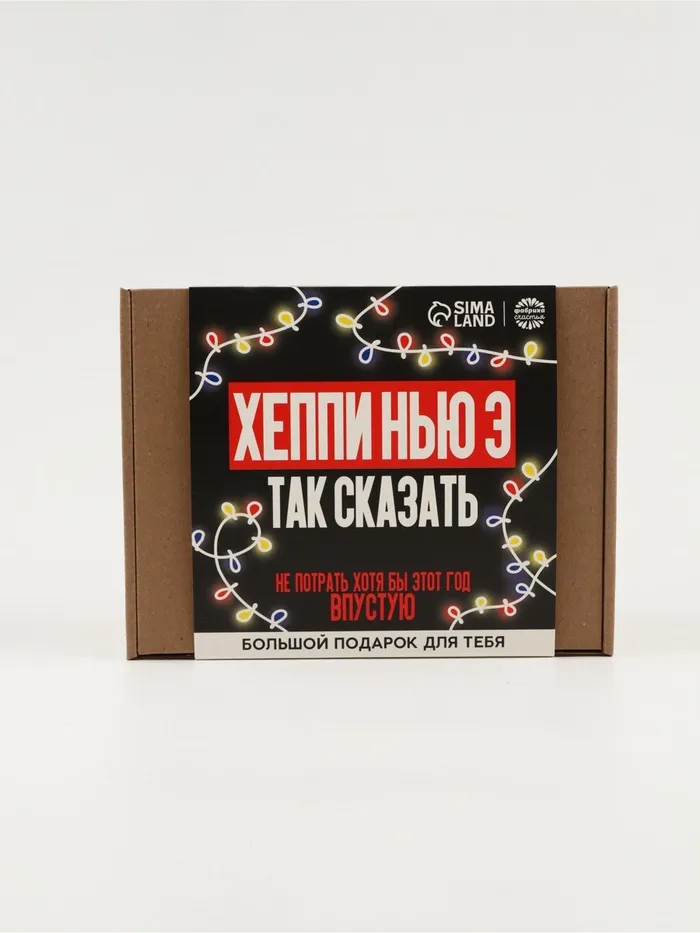 SIMA
LAND
фабрика
счастья
ХЕППИ НЬЮ Э
ТАК СКАЗАТЬ
НЕ ПОТРАТЬ ХОТЯ БЫ ЭТОТ ГОД
ВПУСТУЮ
БОЛЬШОЙ ПОДАРОК ДЛЯ ТЕБЯ